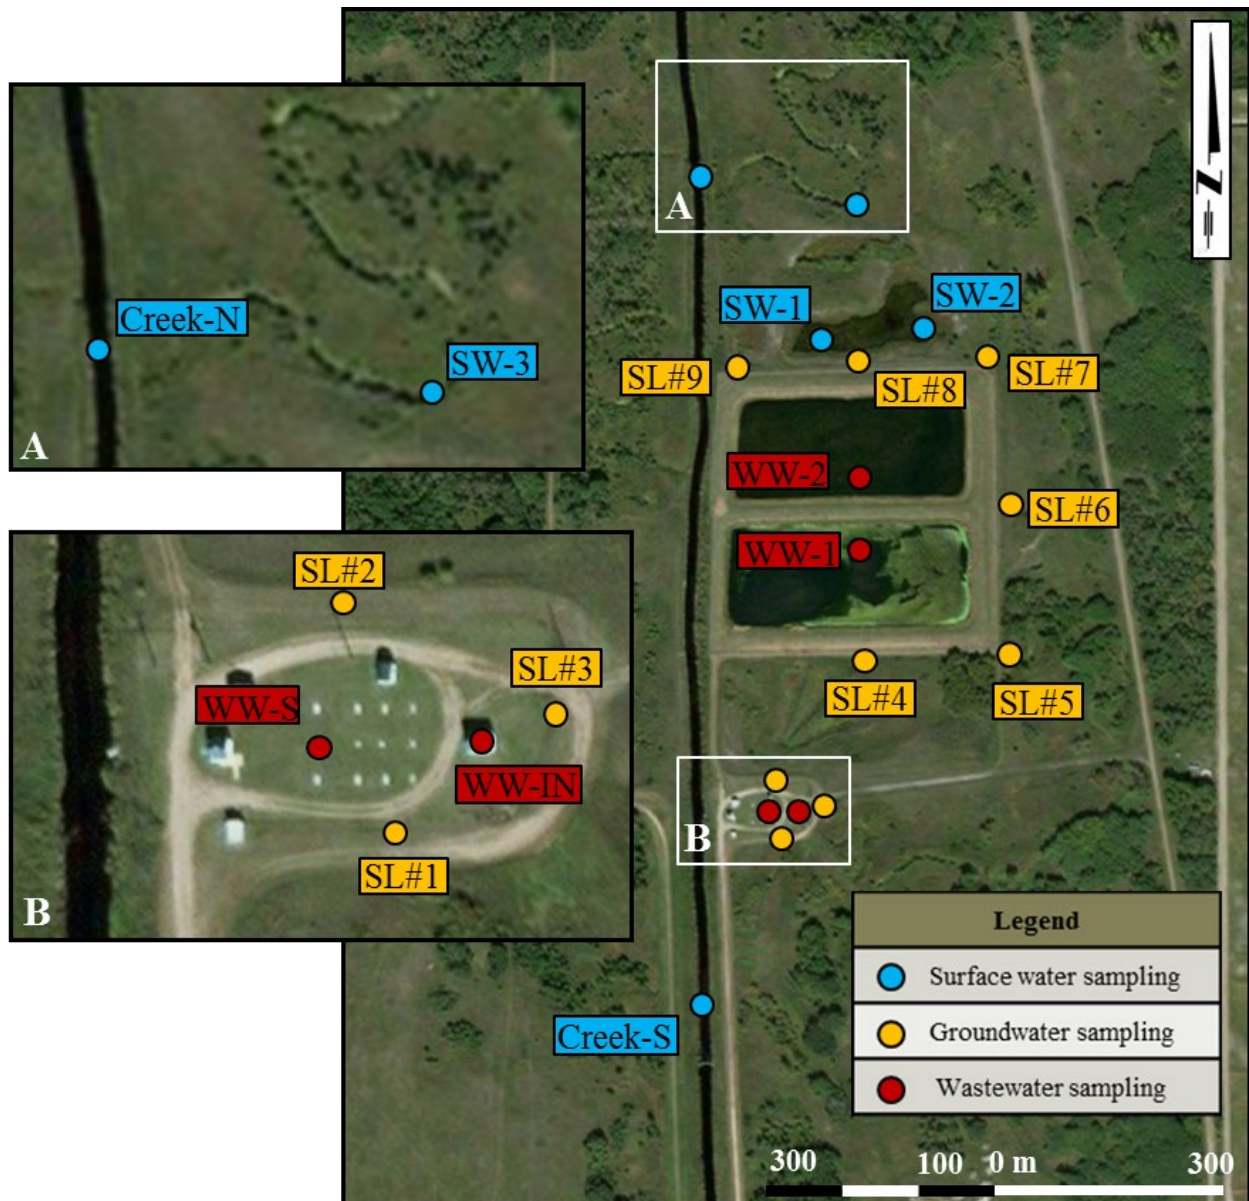 A
Creek-N
SW-3
A
SW-1
SW-2
SL#9
SL#8
SL#7
WW-2
SL#6
WW-1
SL#4
SL#5
B
SL#2
SL#3
WW-S
WW-IN
SL#1
B
Creek-S
N
Legend
Surface water sampling
Groundwater sampling
Wastewater sampling
300 100 0 m 300